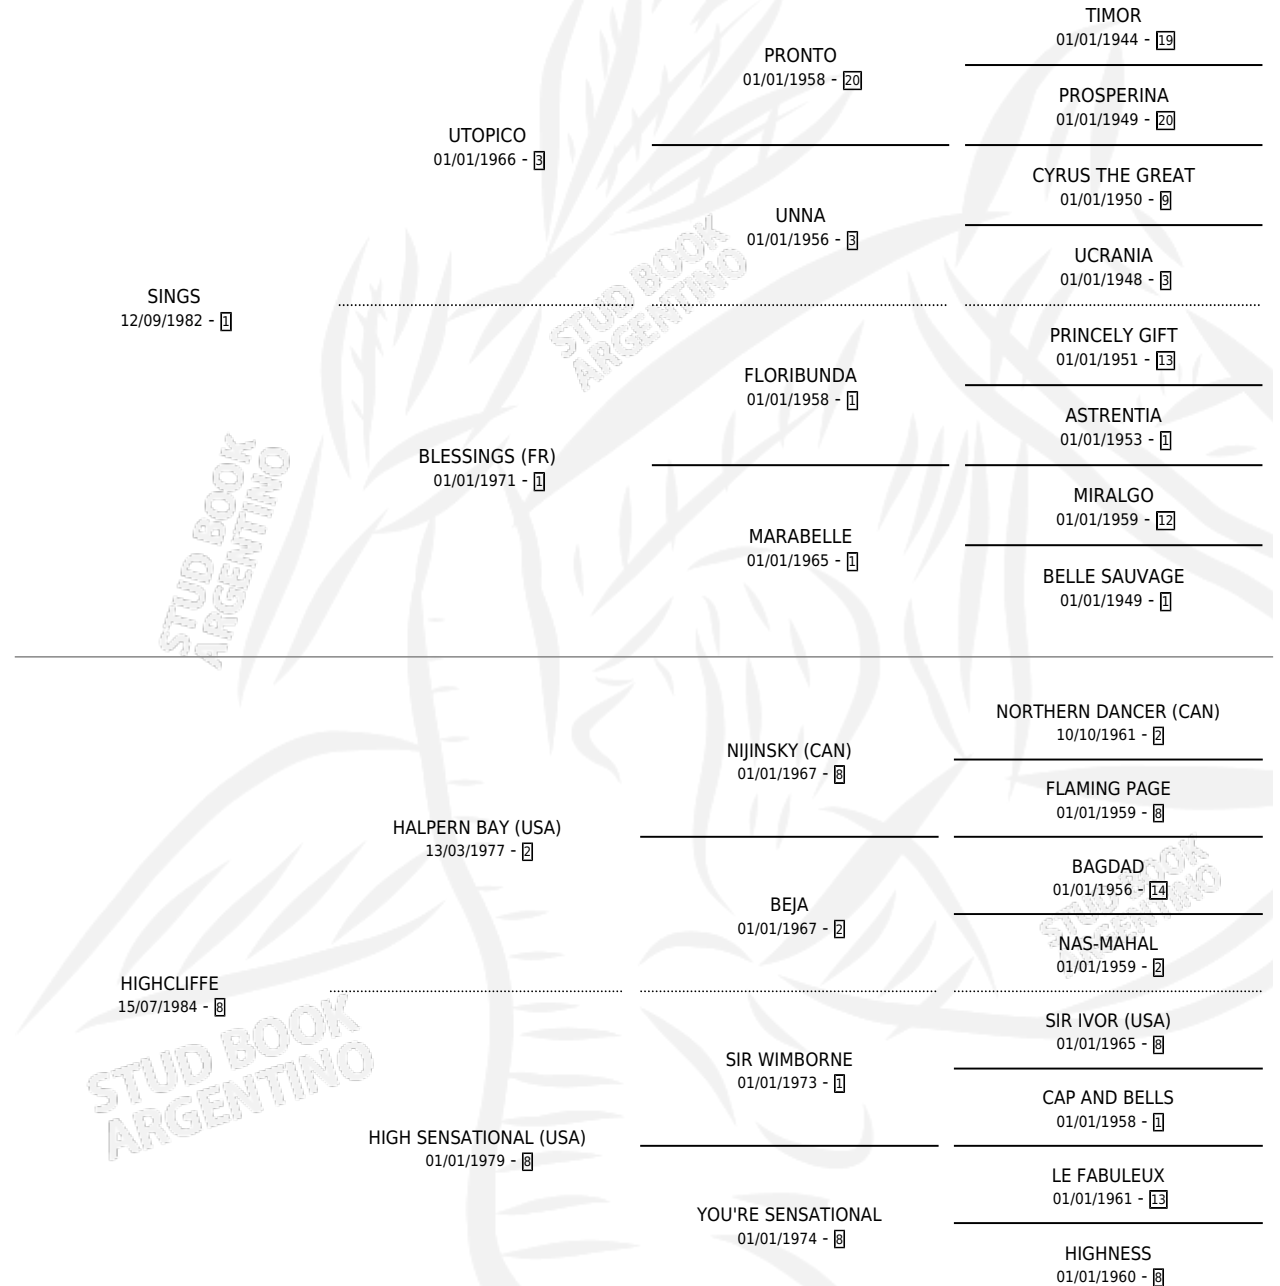 TIMOR
01/01/1944 - 19
PRONTO
01/01/1958 - 20
PROSPERINA
01/01/1949 - 20
UTOPICO
01/01/1966 - 3
CYRUS THE GREAT
01/01/1950 - 9
UNNA
01/01/1956 - 3
UCRANIA
01/01/1948 - 3
SINGS
12/09/1982 - 1
PRINCELY GIFT
01/01/1951 - 13
FLORIBUNDA
01/01/1958 - 1
ASTRENTIA
01/01/1953 - 1
BLESSINGS (FR)
01/01/1971 - 1
MIRALGO
01/01/1959 - 12
MARABELLE
01/01/1965 - 1
BELLE SAUVAGE
01/01/1949 - 1
STUD BOOK
ARGENTINO
STUD BOOK
ARGENTINO
NORTHERN DANCER (CAN)
10/10/1961 - 2
NIJINSKY (CAN)
01/01/1967 - 8
FLAMING PAGE
01/01/1959 - 8
HALPERN BAY (USA)
13/03/1977 - 2
BAGDAD
01/01/1956 - 14
BEJA
01/01/1967 - 2
NAS-MAHAL
01/01/1959 - 2
STUD BOOK
ARGENTINO
HIGHCLIFFE
15/07/1984 - 8
SIR IVOR (USA)
01/01/1965 - 8
SIR WIMBORNE
01/01/1973 - 1
CAP AND BELLS
01/01/1958 - 1
HIGH SENSATIONAL (USA)
01/01/1979 - 8
LE FABULEUX
01/01/1961 - 13
YOU'RE SENSATIONAL
01/01/1974 - 8
HIGHNESS
01/01/1960 - 8
STUD BOOK
ARGENTINO